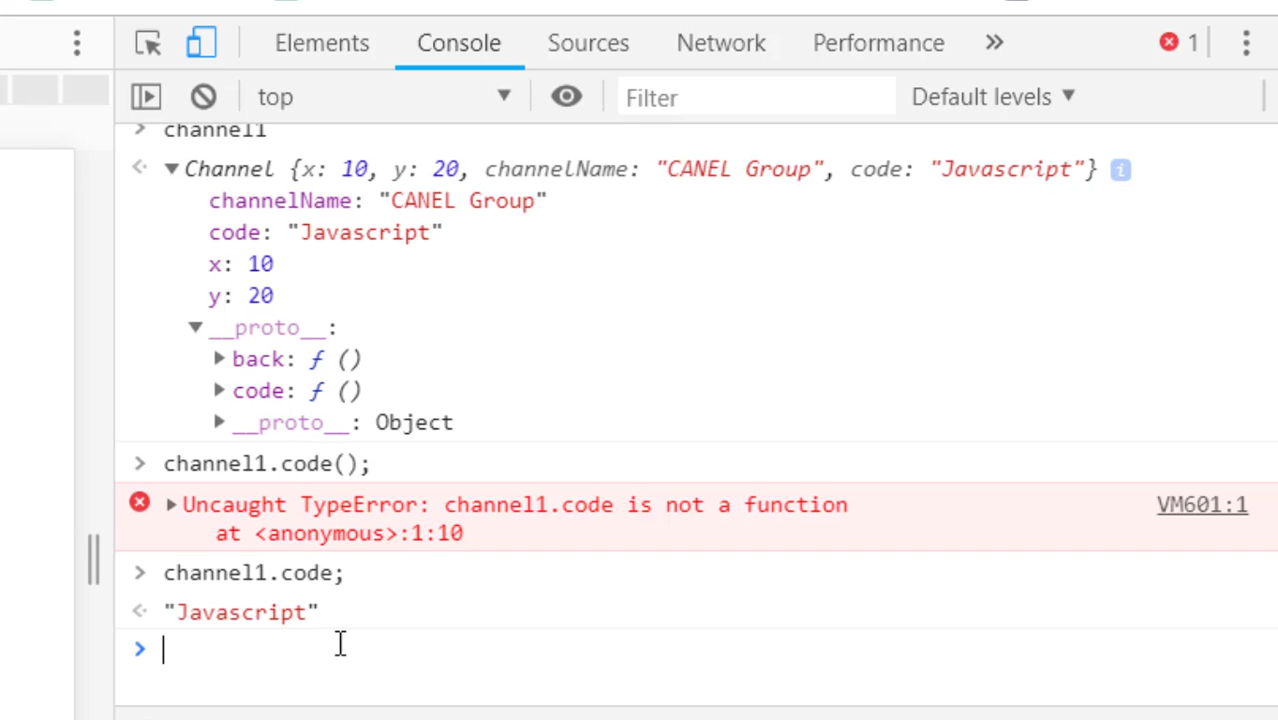 Elements Console Sources Network Performance » 1
top Filter Default levels
channel1
Channel {x: 10, y: 20, channelName: "CANEL Group", code: "Javascript"} i
channelName: "CANEL Group"
code: "Javascript"
x: 10
y: 20
__proto__:
back: ƒ ()
code: ƒ ()
__proto__: Object
> channel1.code();
Uncaught TypeError: channel1.code is not a function VM601:1
at <anonymous>:1:10
> channel1.code;
"Javascript"
>